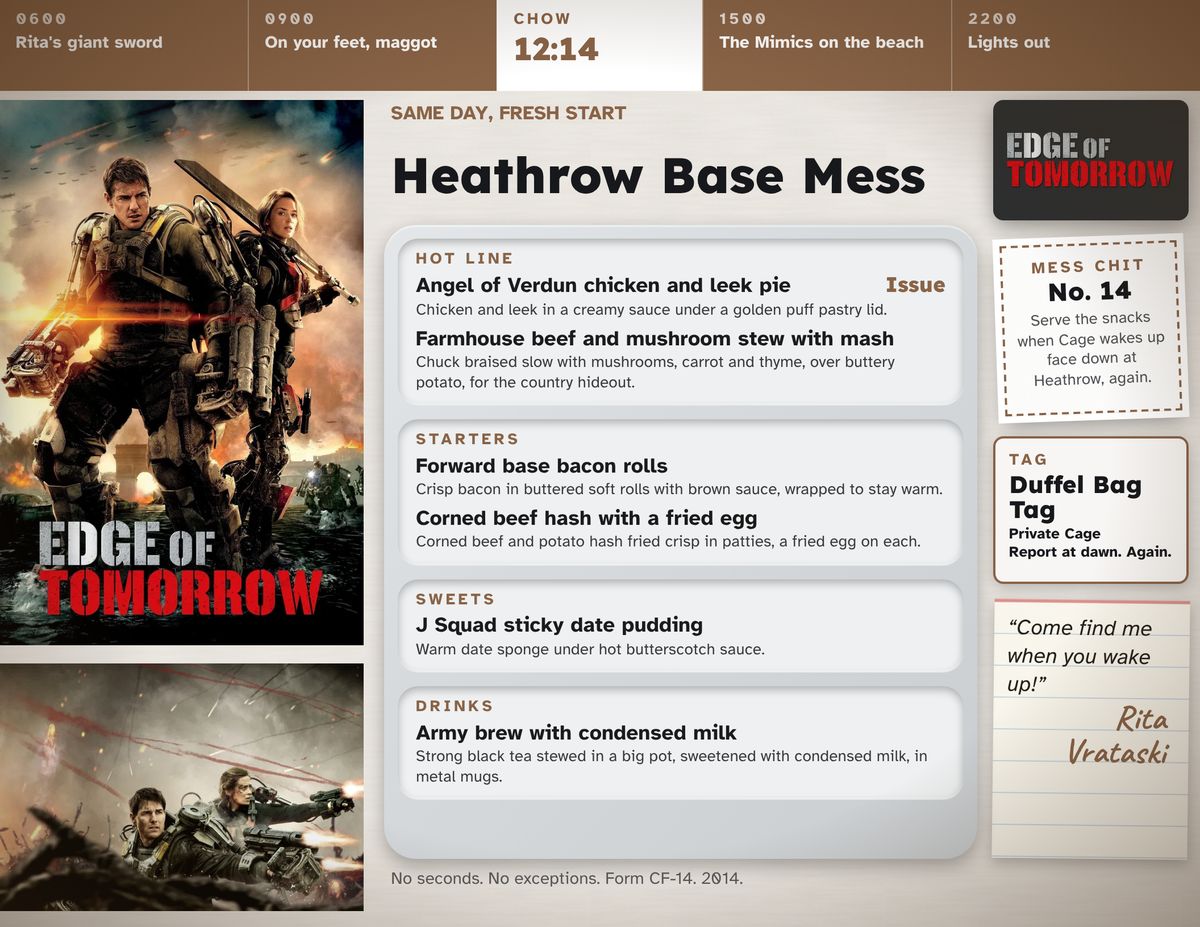 0600
Rita's giant sword
0900
On your feet, maggot
CHOW
12:14
1500
The Mimics on the beach
2200
Lights out
EDGE OF
TOMORROW
SAME DAY, FRESH START
Heathrow Base Mess
HOT LINE
Angel of Verdun chicken and leek pie Issue
Chicken and leek in a creamy sauce under a golden puff pastry lid.
Farmhouse beef and mushroom stew with mash
Chuck braised slow with mushrooms, carrot and thyme, over buttery
potato, for the country hideout.
STARTERS
Forward base bacon rolls
Crisp bacon in buttered soft rolls with brown sauce, wrapped to stay warm.
Corned beef hash with a fried egg
Corned beef and potato hash fried crisp in patties, a fried egg on each.
SWEETS
J Squad sticky date pudding
Warm date sponge under hot butterscotch sauce.
DRINKS
Army brew with condensed milk
Strong black tea stewed in a big pot, sweetened with condensed milk, in
metal mugs.
No seconds. No exceptions. Form CF-14. 2014.
EDGE OF
TOMORROW
MESS CHIT
No. 14
Serve the snacks
when Cage wakes up
face down at
Heathrow, again.
TAG
Duffel Bag
Tag
Private Cage
Report at dawn. Again.
“Come find me
when you wake
up!”
Rita
Vrataski